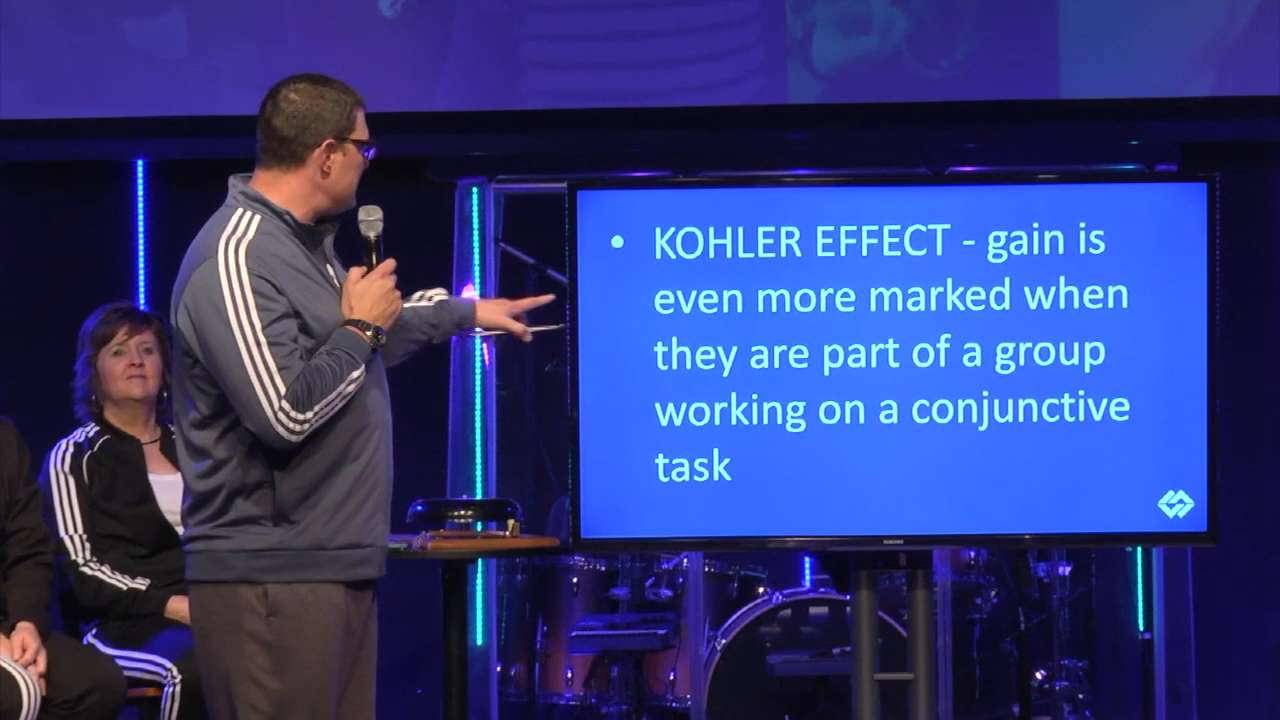 • KOHLER EFFECT - gain is
even more marked when
they are part of a group
working on a conjunctive
task